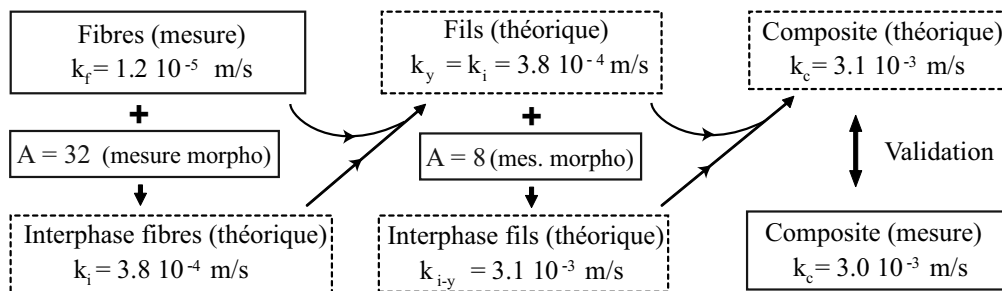 Fibres (mesure)
k_f = 1.2 10^-5 m/s
+
A = 32 (mesure morpho)
Interphase fibres (théorique)
k_i = 3.8 10^-4 m/s
Fils (théorique)
k_y = k_i = 3.8 10^-4 m/s
+
A = 8 (mes. morpho)
Interphase fils (théorique)
k_i-y = 3.1 10^-3 m/s
Composite (théorique)
k_c = 3.1 10^-3 m/s
Validation
Composite (mesure)
k_c = 3.0 10^-3 m/s